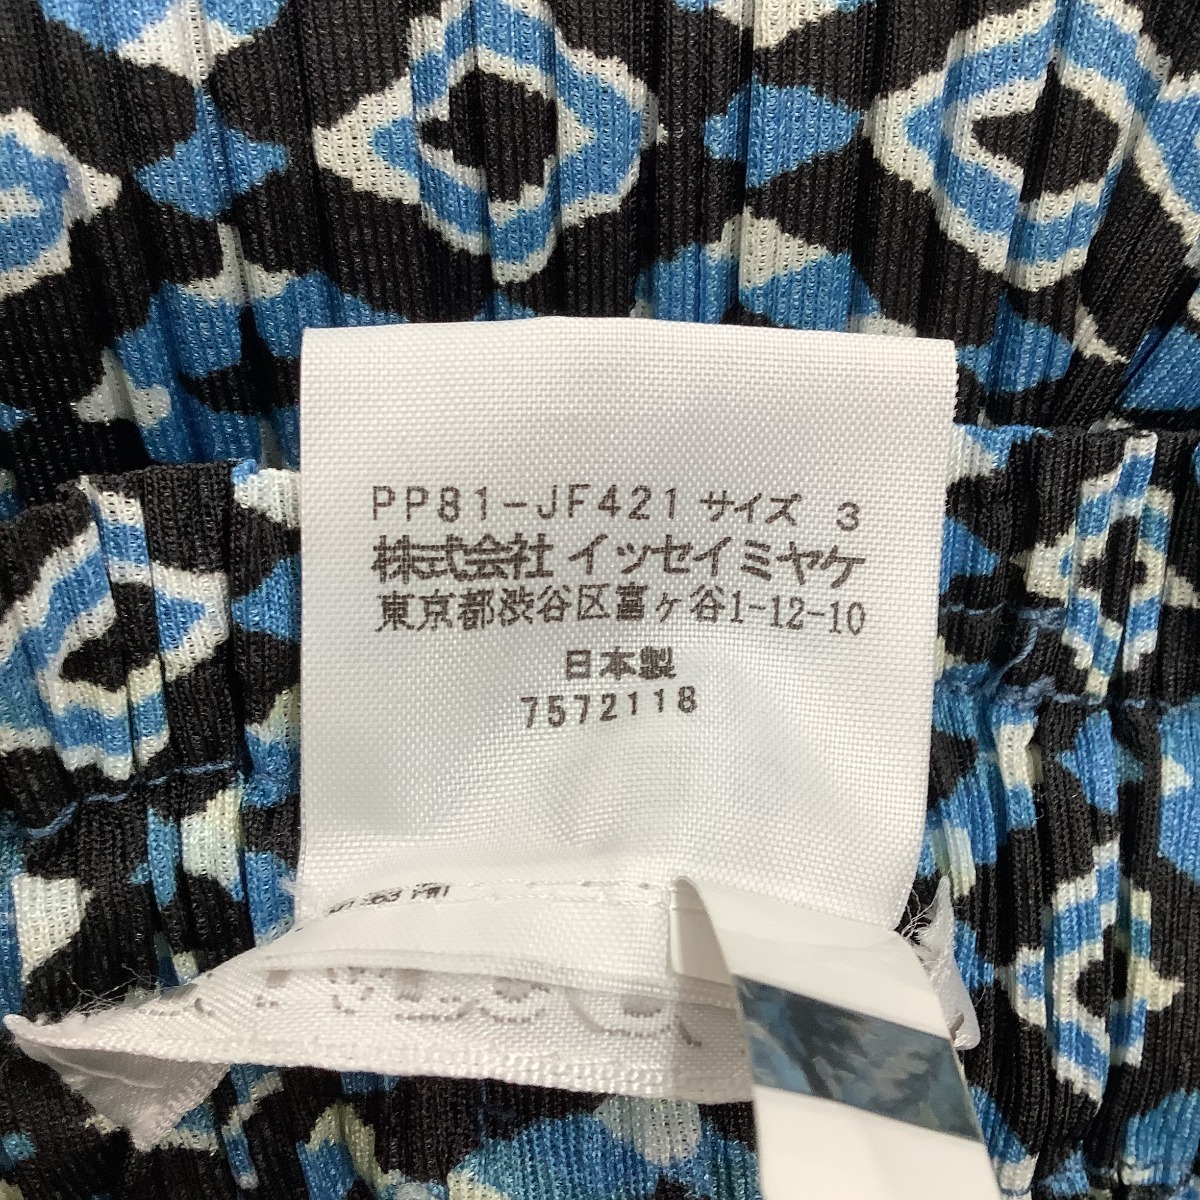 PP81-JF421 サイズ 3
株式会社 イッセイミヤケ
東京都渋谷区富ヶ谷1-12-10
日本製
7572118